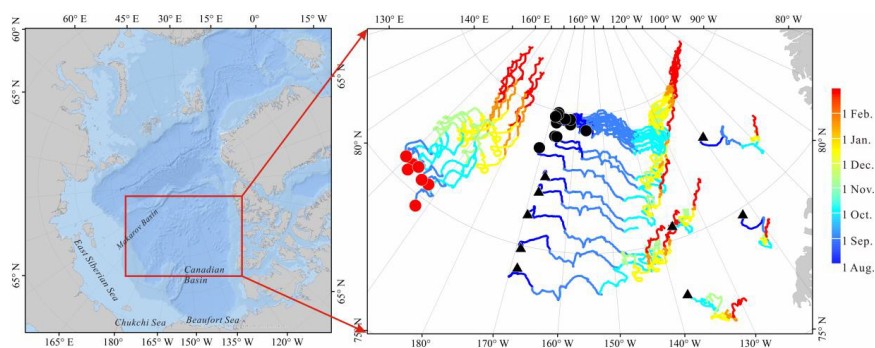 60° E 45° E 30° E 15° E 0°
60° N
65° N
65° N
65° N
65° N
Makarov Basin
East Siberian Sea
Canadian
Basin
Chukchi Sea
Beaufort Sea
165° E 180° 165° W 150° W 135° W 120° W
130° E 140° E 160° E 160° W 120° W 100° W 90° W 80° W
80° N
80° N
75° N
75° N
180° 170° W 160° W 150° W 140° W 130° W
1 Feb.
1 Jan.
1 Dec.
1 Nov.
1 Oct.
1 Sep.
1 Aug.